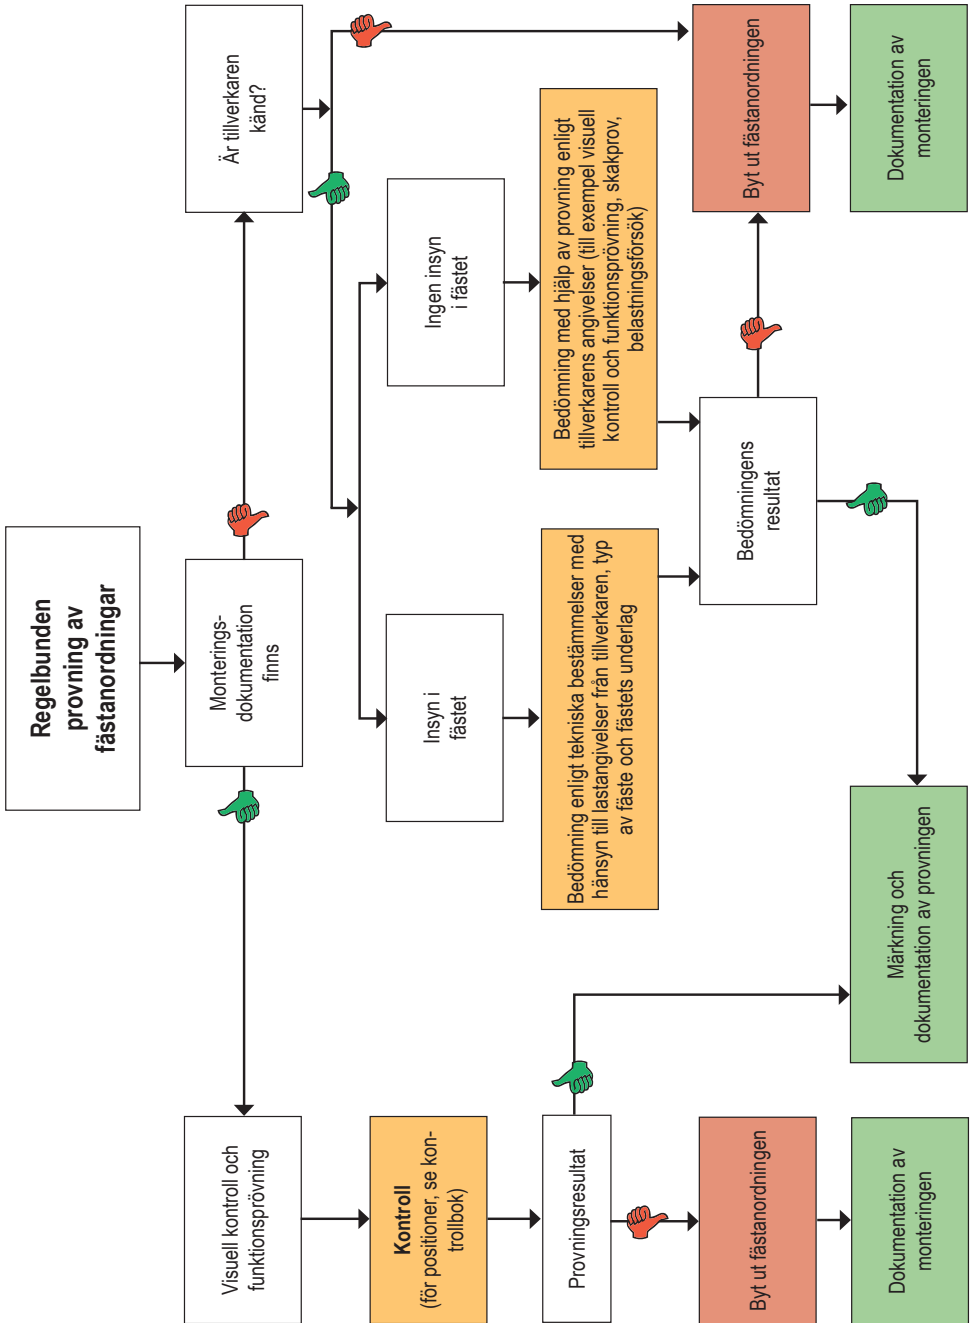 Regelbunden
provning av
fästanordningar
Monterings-
dokumentation
finns
Visuell kontroll och
funktionsprövning
Kontroll
(för positioner, se kon-
trollbok)
Provningsresultat
Byt ut fästanordningen
Dokumentation av
monteringen
Är tillverkaren
känd?
Insyn i
fästet
Bedömning enligt tekniska bestämmelser med
hänsyn till lastangivelser från tillverkaren, typ
av fäste och fästets underlag
Ingen insyn
i fästet
Bedömning med hjälp av provning enligt
tillverkarens angivelser (till exempel visuell
kontroll och funktionsprövning, skakprov,
belastningsförsök)
Bedömningens
resultat
Märkning och
dokumentation av provningen
Byt ut fästanordningen
Dokumentation av
monteringen